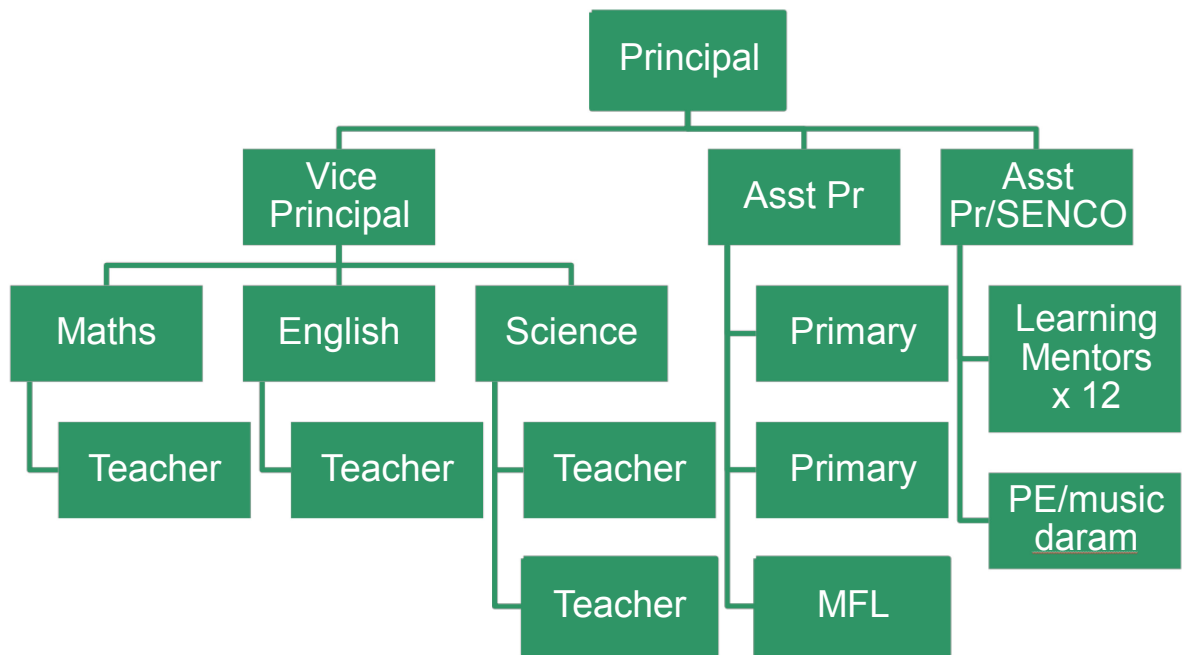 Principal
Vice
Principal
Asst Pr
Asst
Pr/SENCO
Maths
English
Science
Primary
Learning
Mentors
x 12
Teacher
Teacher
Teacher
Primary
PE/music
daram
Teacher
MFL